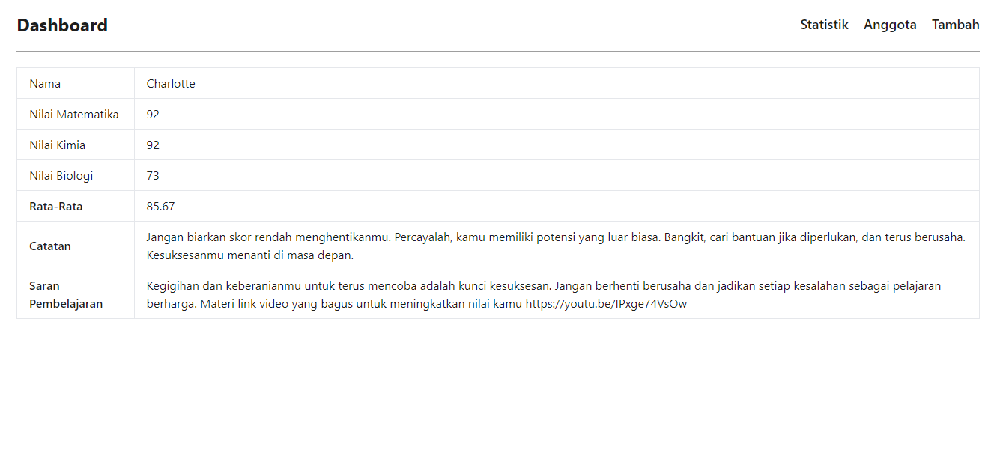 Dashboard
Statistik Anggota Tambah
Nama Charlotte
Nilai Matematika 92
Nilai Kimia 92
Nilai Biologi 73
Rata-Rata 85.67
Catatan
Jangan biarkan skor rendah menghentikanmu. Percayalah, kamu memiliki potensi yang luar biasa. Bangkit, cari bantuan jika diperlukan, dan terus berusaha.
Kesuksesanmu menanti di masa depan.
Saran
Pembelajaran
Kegigihan dan keberanianmu untuk terus mencoba adalah kunci kesuksesan. Jangan berhenti berusaha dan jadikan setiap kesalahan sebagai pelajaran
berharga. Materi link video yang bagus untuk meningkatkan nilai kamu https://youtu.be/IPxge74VsOw